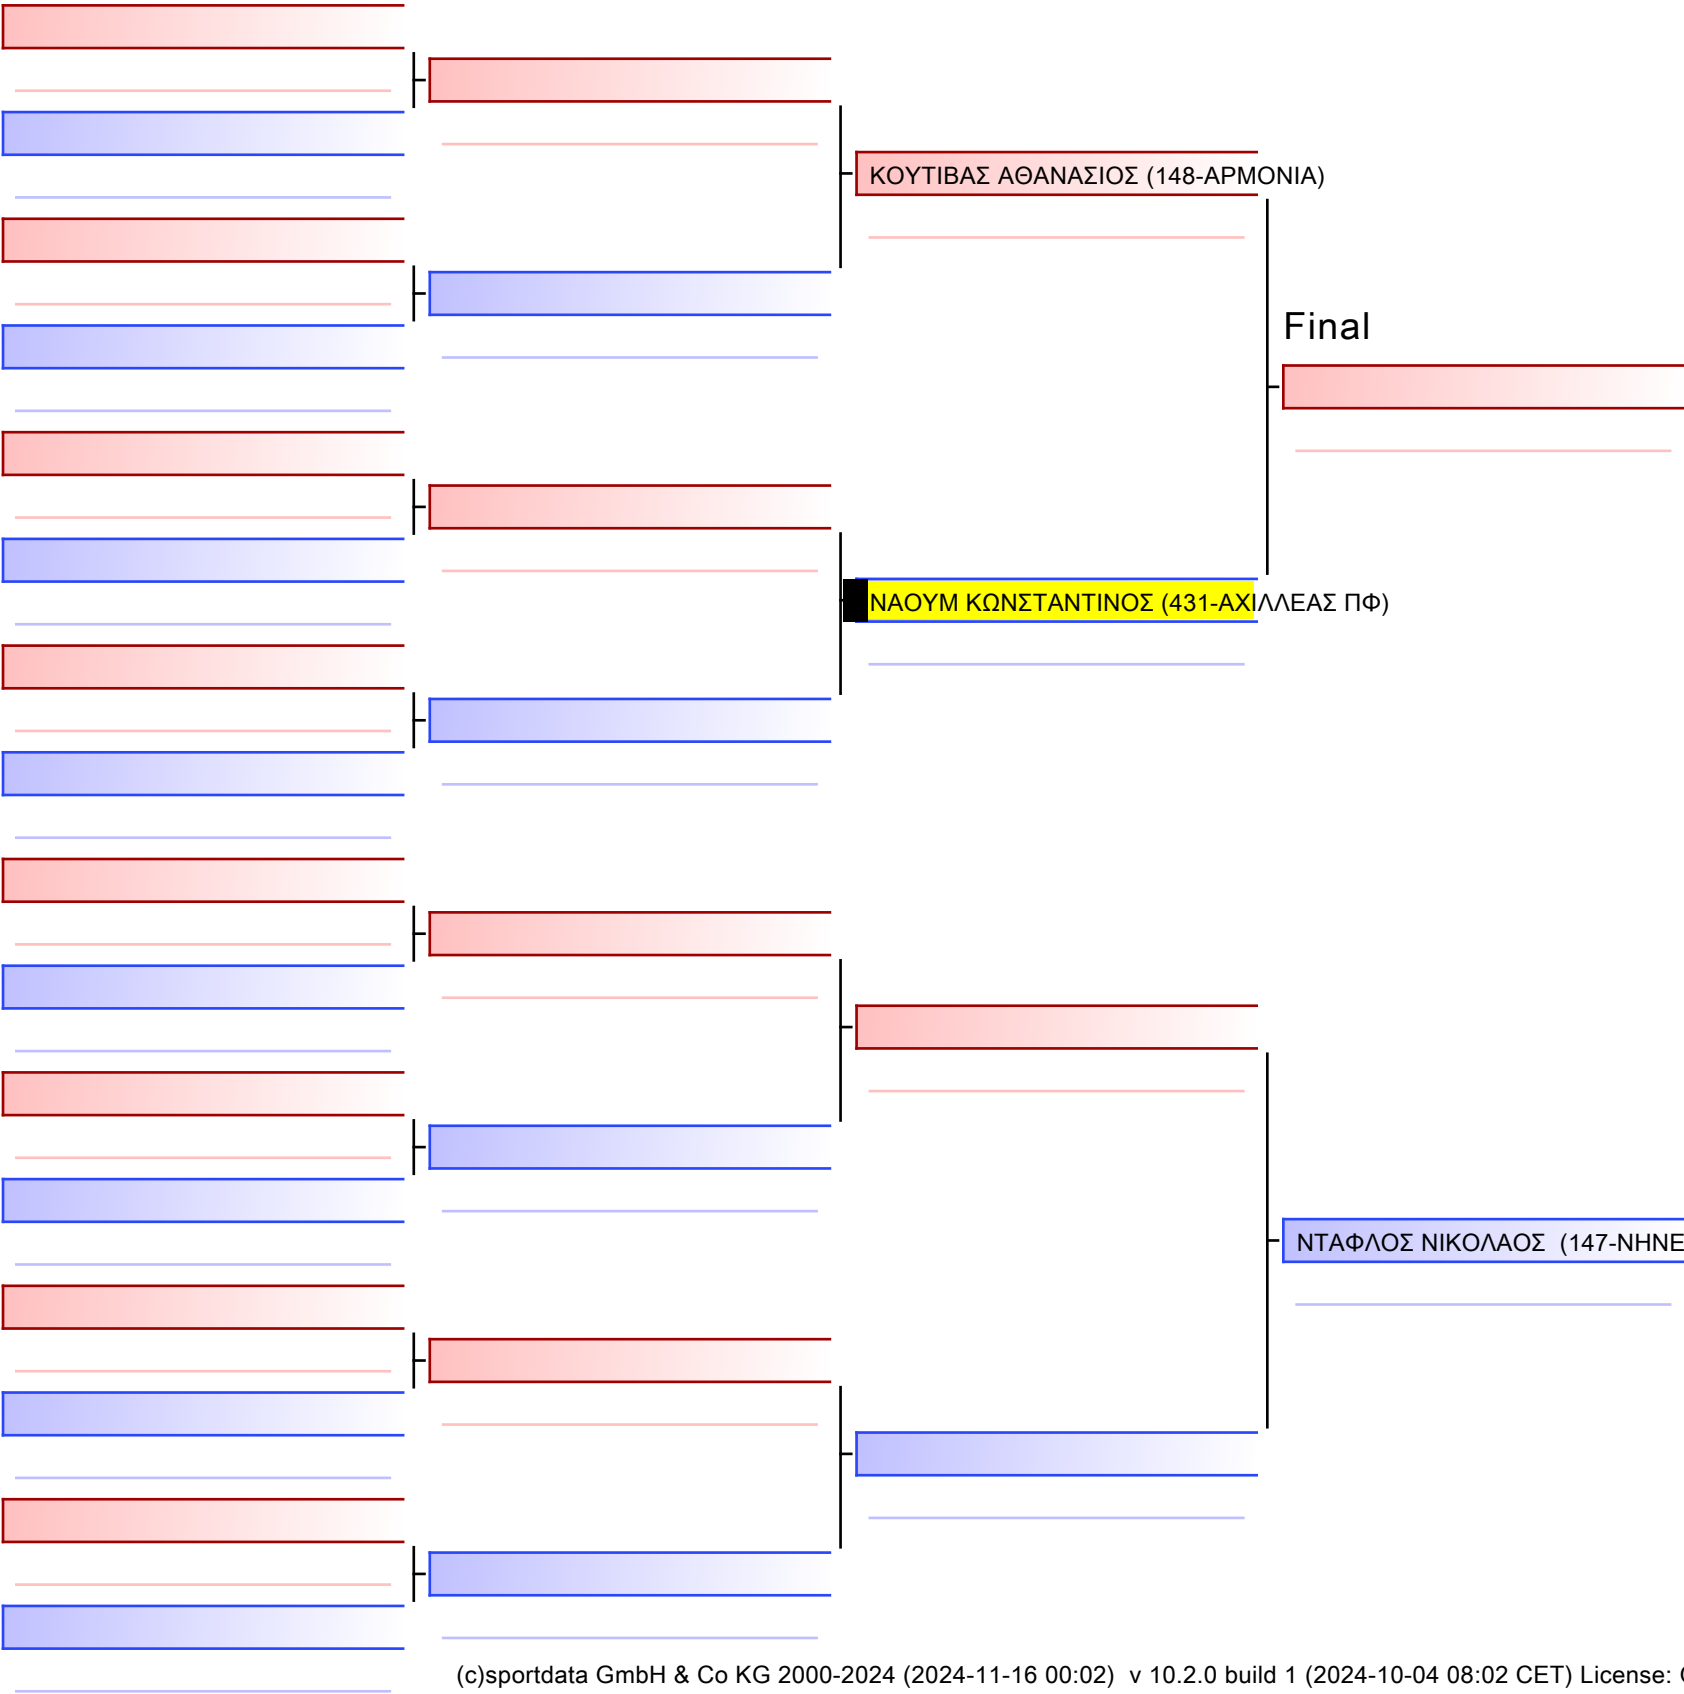 ΚΟΥΤΙΒΑΣ ΑΘΑΝΑΣΙΟΣ (148-ΑΡΜΟΝΙΑ)
Final
ΝΑΟΥΜ ΚΩΝΣΤΑΝΤΙΝΟΣ (431-ΑΧΙΛΛΕΑΣ ΠΦ)
ΝΤΑΦΛΟΣ ΝΙΚΟΛΑΟΣ (147-ΝΗΝΕ
(c)sportdata GmbH & Co KG 2000-2024 (2024-11-16 00:02) v 10.2.0 build 1 (2024-10-04 08:02 CET) License: